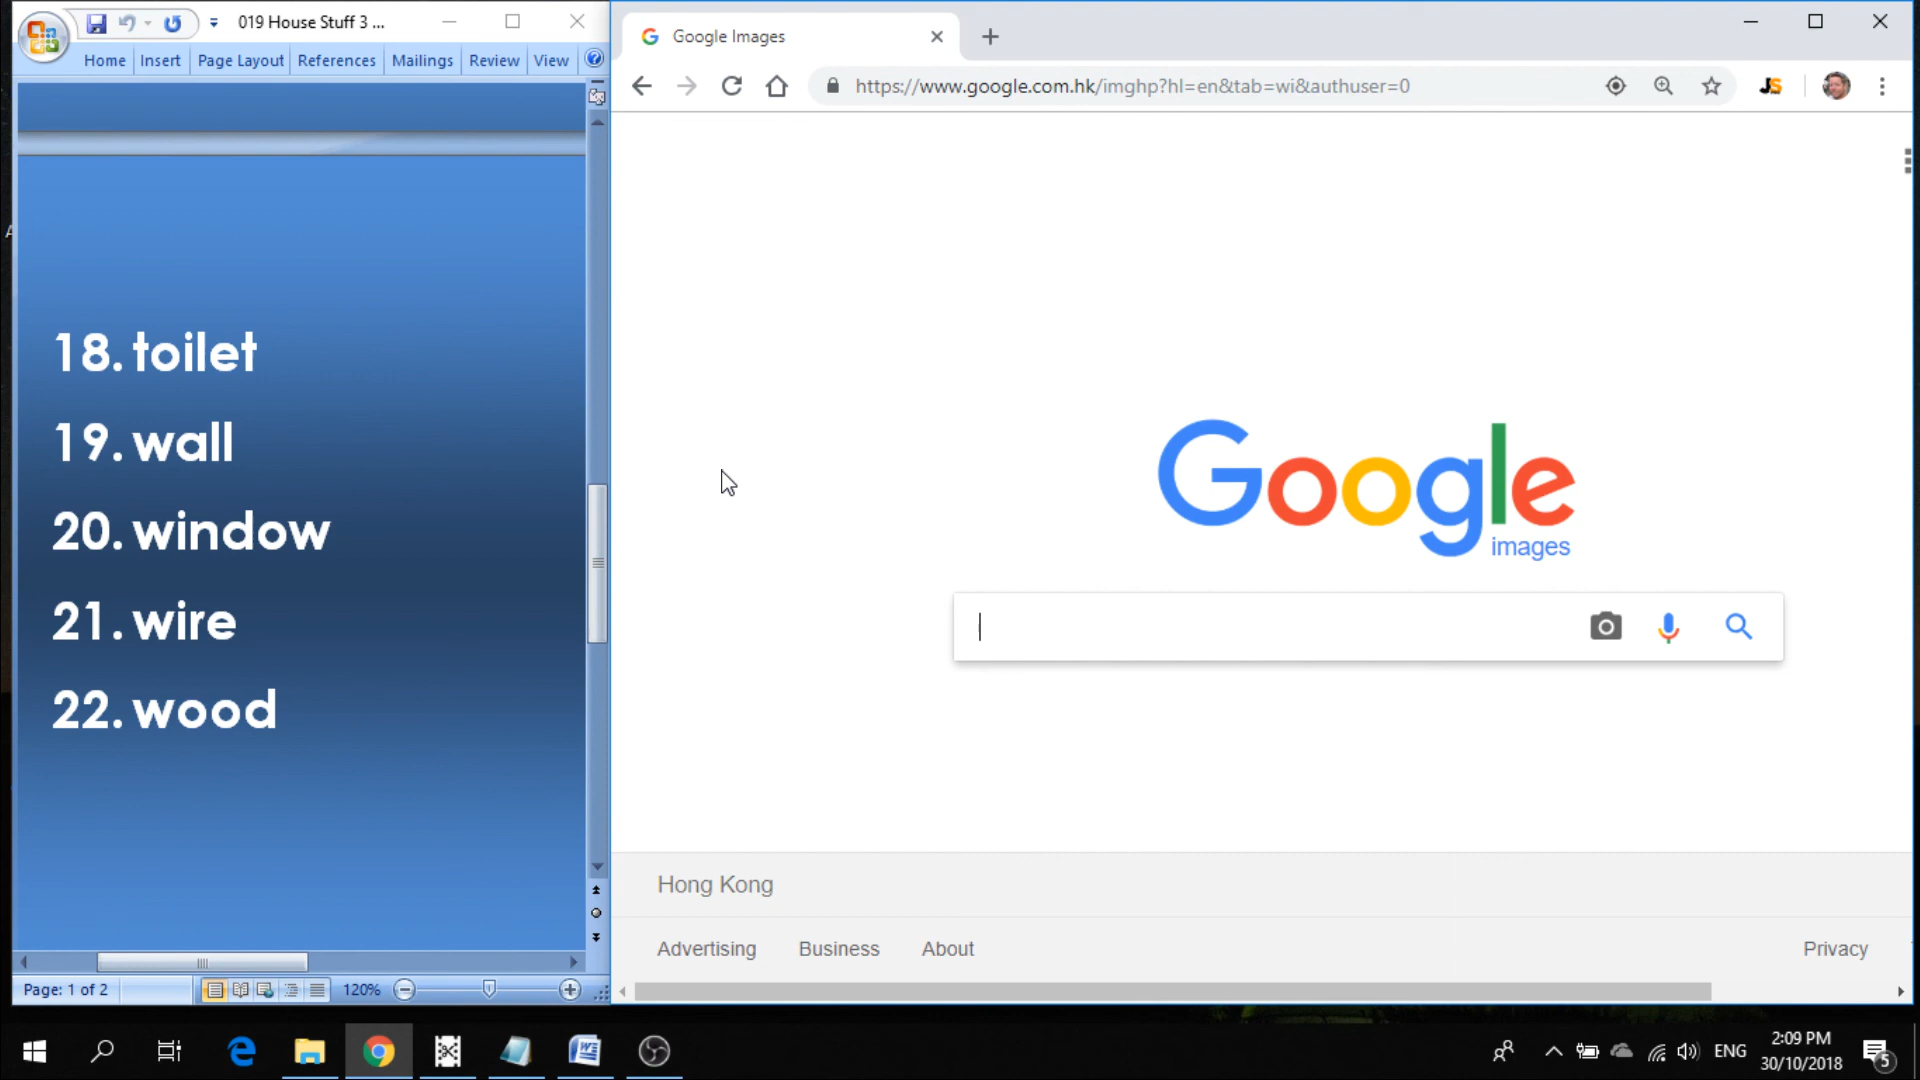 019 House Stuff 3 ...
Home Insert Page Layout References Mailings Review View
18. toilet
19. wall
20. window
21. wire
22. wood
Page: 1 of 2 120%
Google Images
https://www.google.com.hk/imghp?hl=en&tab=wi&authuser=0
JS
Google
images
Hong Kong
Advertising Business About Privacy
ENG
2:09 PM
30/10/2018
5